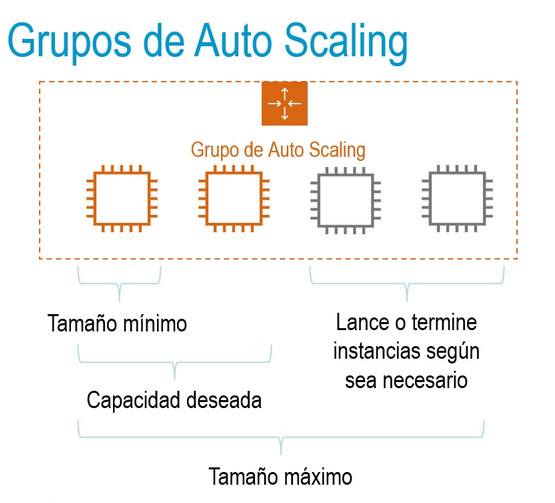 Grupos de Auto Scaling
Grupo de Auto Scaling
Tamaño mínimo
Lance o termine
instancias según
sea necesario
Capacidad deseada
Tamaño máximo